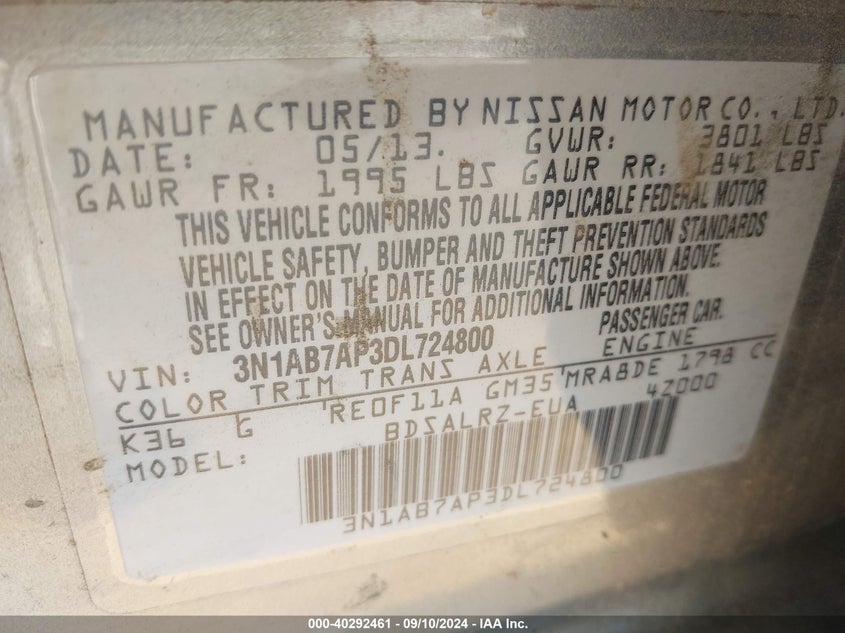 MANUFACTURED BY NISSAN MOTOR CO., LTD.
DATE: 05/13. GVWR: 3801 LBS
GAWR FR: 1995 LBS GAWR RR: 1841 LBS
THIS VEHICLE CONFORMS TO ALL APPLICABLE FEDERAL MOTOR
VEHICLE SAFETY, BUMPER AND THEFT PREVENTION STANDARDS
IN EFFECT ON THE DATE OF MANUFACTURE SHOWN ABOVE.
SEE OWNER'S MANUAL FOR ADDITIONAL INFORMATION.
VIN: 3N1AB7AP3DL724800 PASSENGER CAR.
COLOR TRIM TRANS AXLE ENGINE
K36 G RE0F11A GM35 MRA8DE 1798 CC
MODEL: BDSALRZ-EUA 42000
3N1AB7AP3DL724800
000-40292461 - 09/10/2024 - IAA Inc.